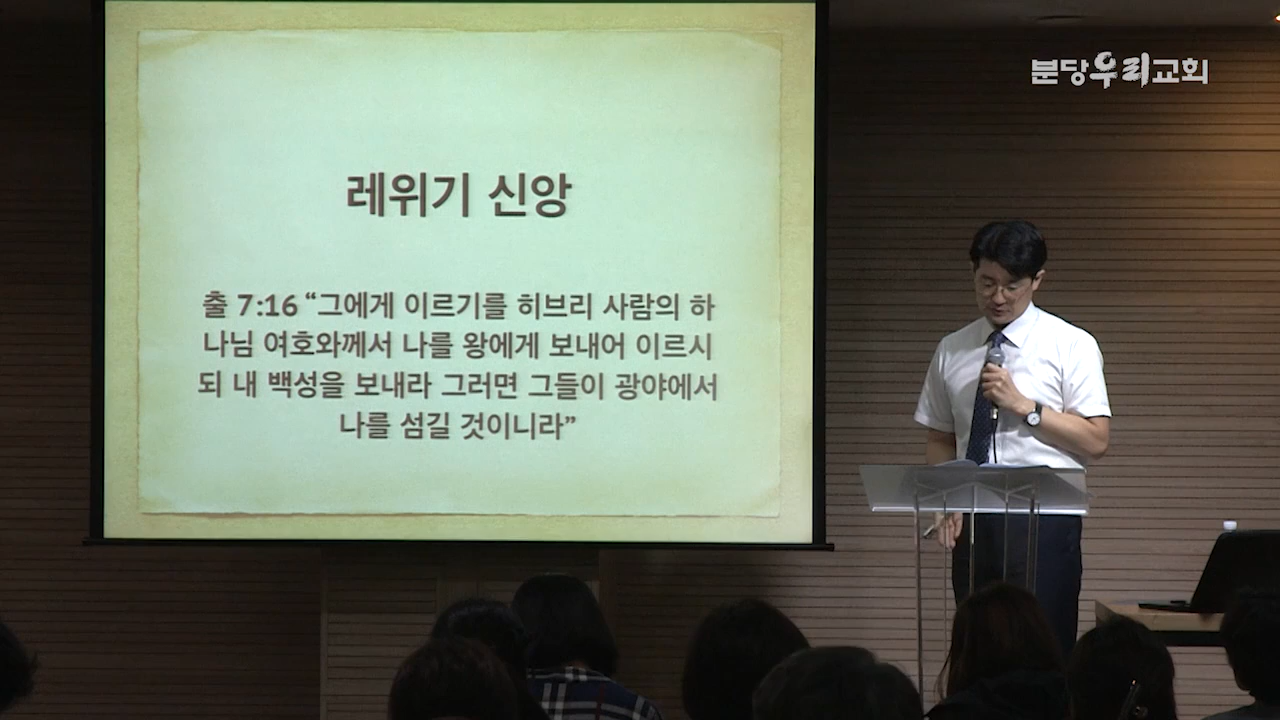 분당우리교회
레위기 신앙
출 7:16 “그에게 이르기를 히브리 사람의 하
나님 여호와께서 나를 왕에게 보내어 이르시
되 내 백성을 보내라 그러면 그들이 광야에서
나를 섬길 것이니라”